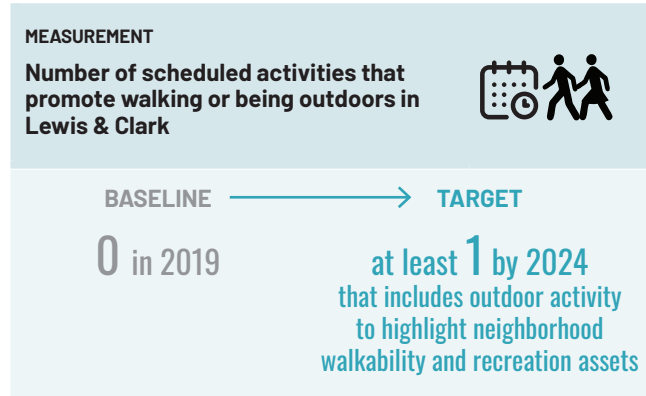 MEASUREMENT
Number of scheduled activities that
promote walking or being outdoors in
Lewis & Clark
BASELINE
TARGET
0 in 2019
at least 1 by 2024
that includes outdoor activity
to highlight neighborhood
walkability and recreation assets